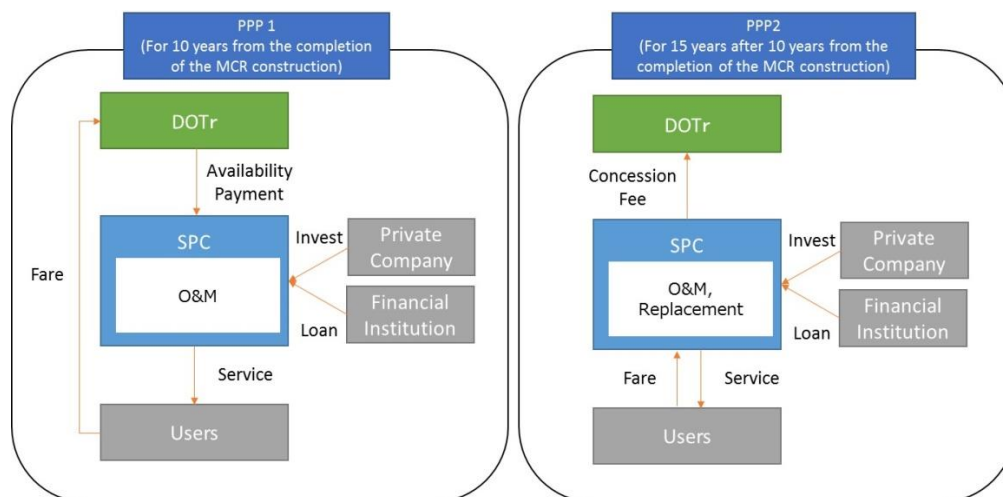 PPP 1
(For 10 years from the completion
of the MCR construction)
DOTr
Availability
Payment
SPC
O&M
Invest
Private
Company
Financial
Institution
Loan
Fare
Service
Users
PPP2
(For 15 years after 10 years from the
completion of the MCR construction)
DOTr
Concession
Fee
SPC
O&M,
Replacement
Invest
Private
Company
Financial
Institution
Loan
Fare
Service
Users